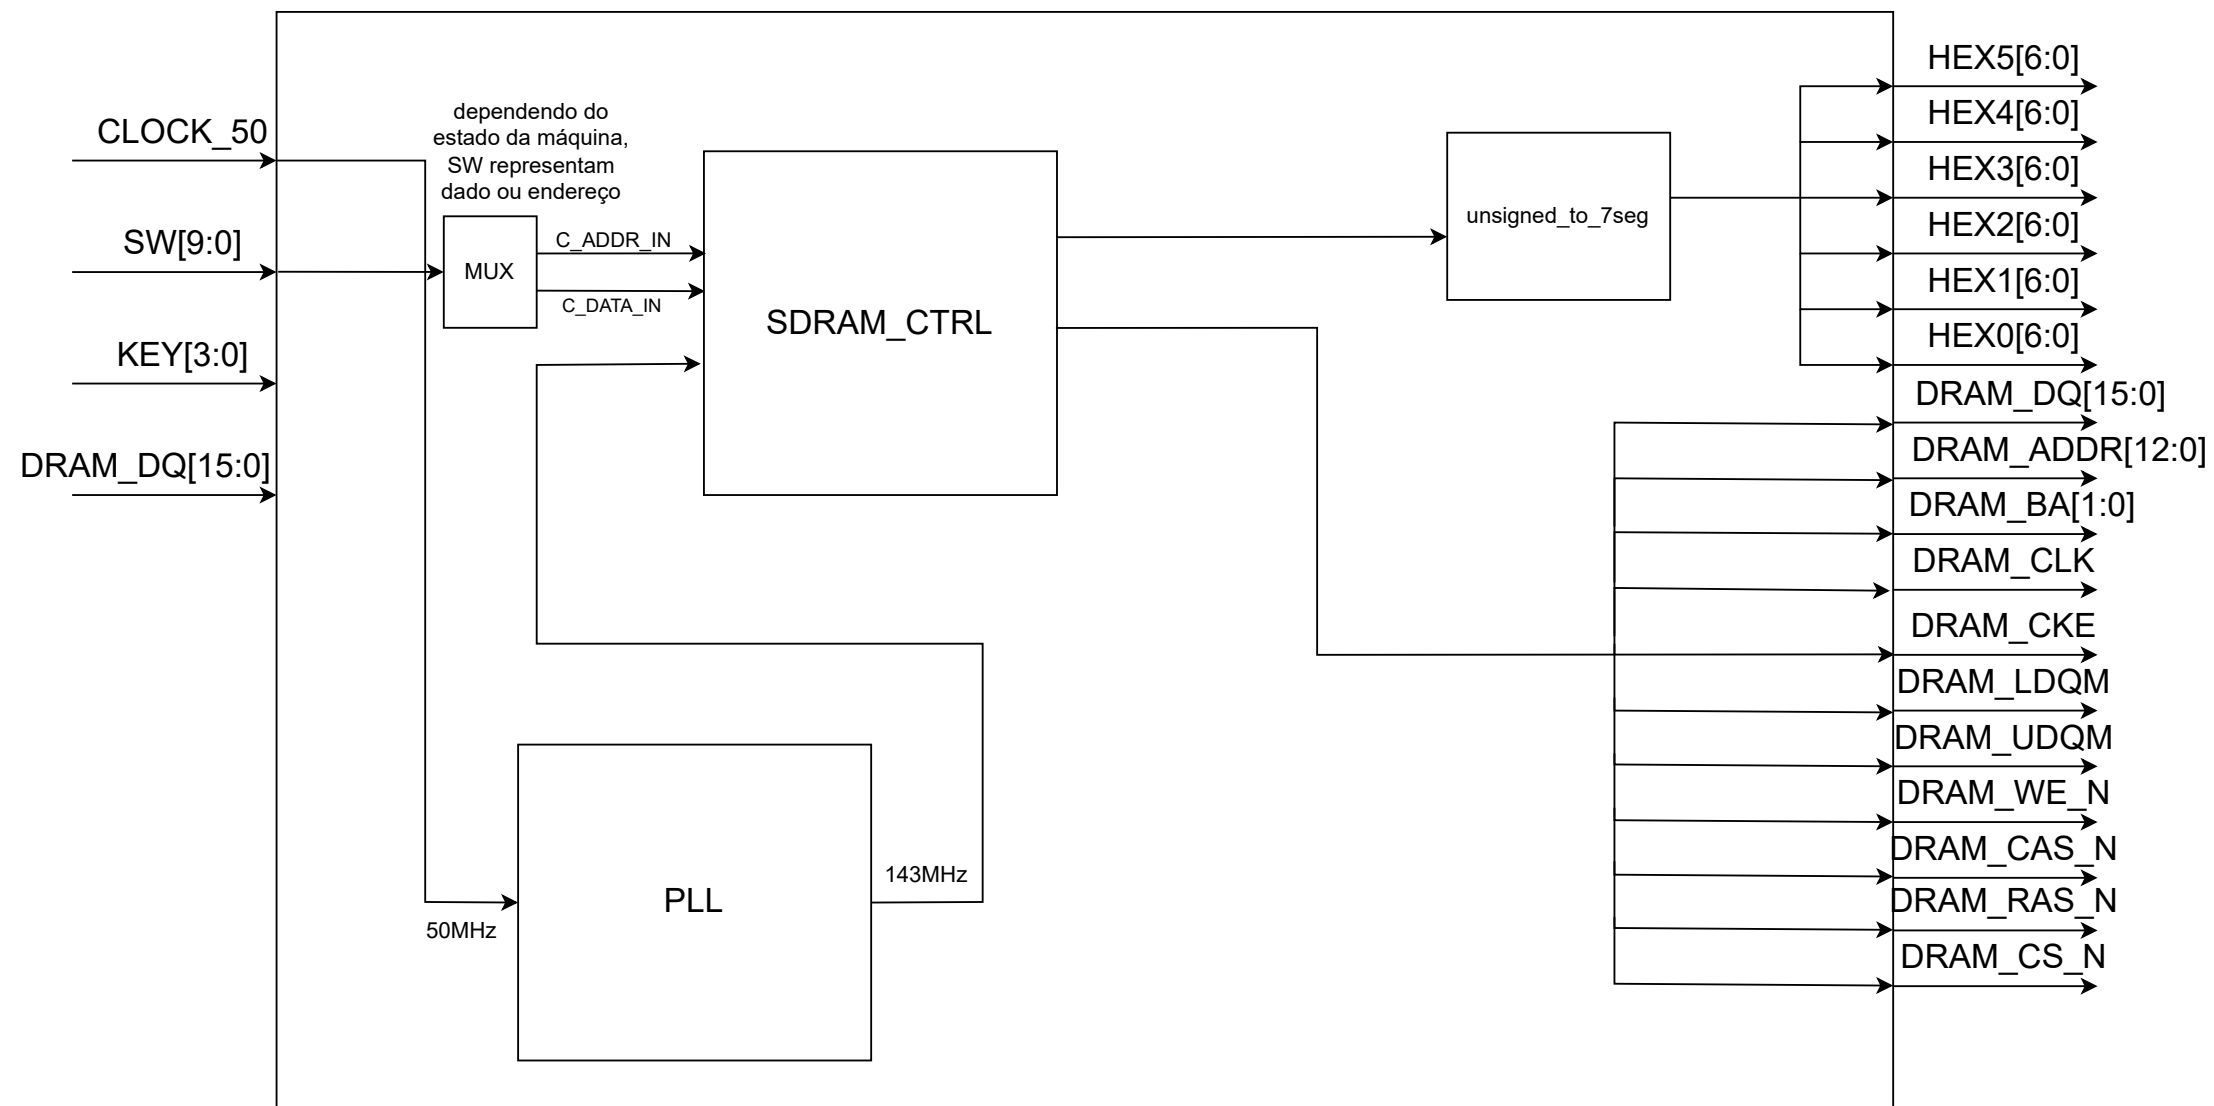 CLOCK_50
SW[9:0]
KEY[3:0]
DRAM_DQ[15:0]
dependendo do
estado da máquina,
SW representam
dado ou endereço
MUX
C_ADDR_IN
C_DATA_IN
SDRAM_CTRL
unsigned_to_7seg
PLL
50MHz
143MHz
HEX5[6:0]
HEX4[6:0]
HEX3[6:0]
HEX2[6:0]
HEX1[6:0]
HEX0[6:0]
DRAM_DQ[15:0]
DRAM_ADDR[12:0]
DRAM_BA[1:0]
DRAM_CLK
DRAM_CKE
DRAM_LDQM
DRAM_UDQM
DRAM_WE_N
DRAM_CAS_N
DRAM_RAS_N
DRAM_CS_N